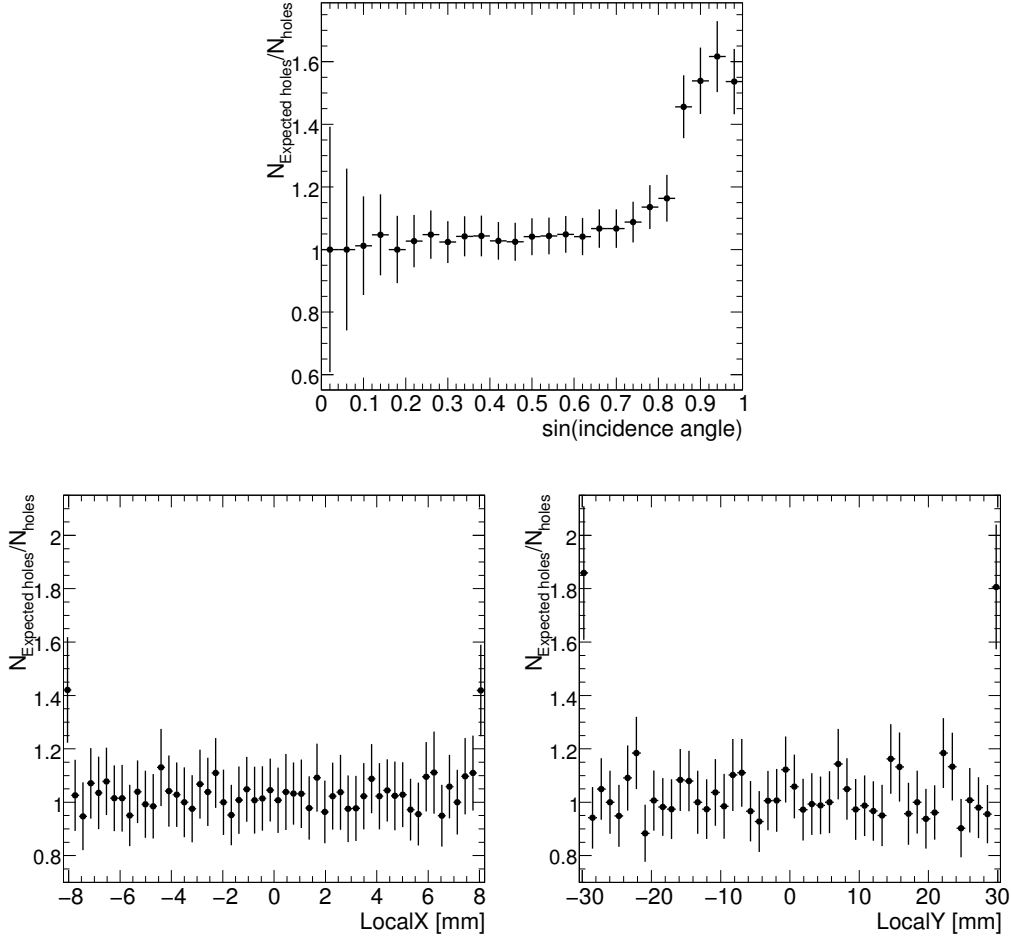 N_Expected holes/N_holes
1.6
1.4
1.2
1
0.8
0.6
0 0.1 0.2 0.3 0.4 0.5 0.6 0.7 0.8 0.9 1
sin(incidence angle)
N_Expected holes/N_holes
2
1.8
1.6
1.4
1.2
1
0.8
−8 −6 −4 −2 0 2 4 6 8
LocalX [mm]
N_Expected holes/N_holes
2
1.8
1.6
1.4
1.2
1
0.8
−30 −20 −10 0 10 20 30
LocalY [mm]